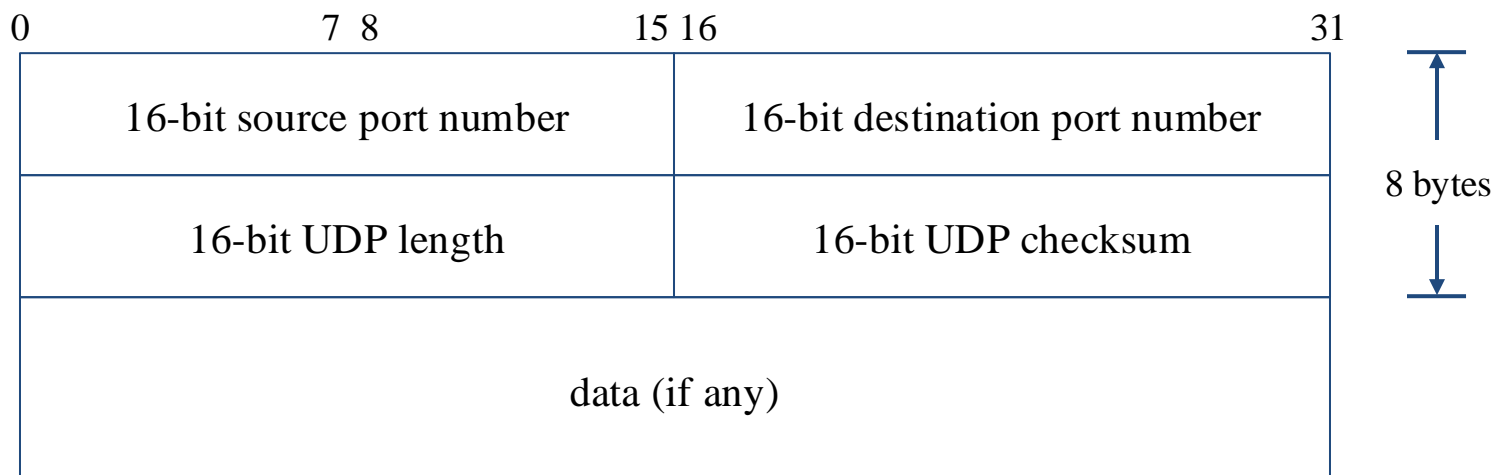 0 7 8 15 16 31
16-bit source port number 16-bit destination port number
8 bytes
16-bit UDP length 16-bit UDP checksum
data (if any)